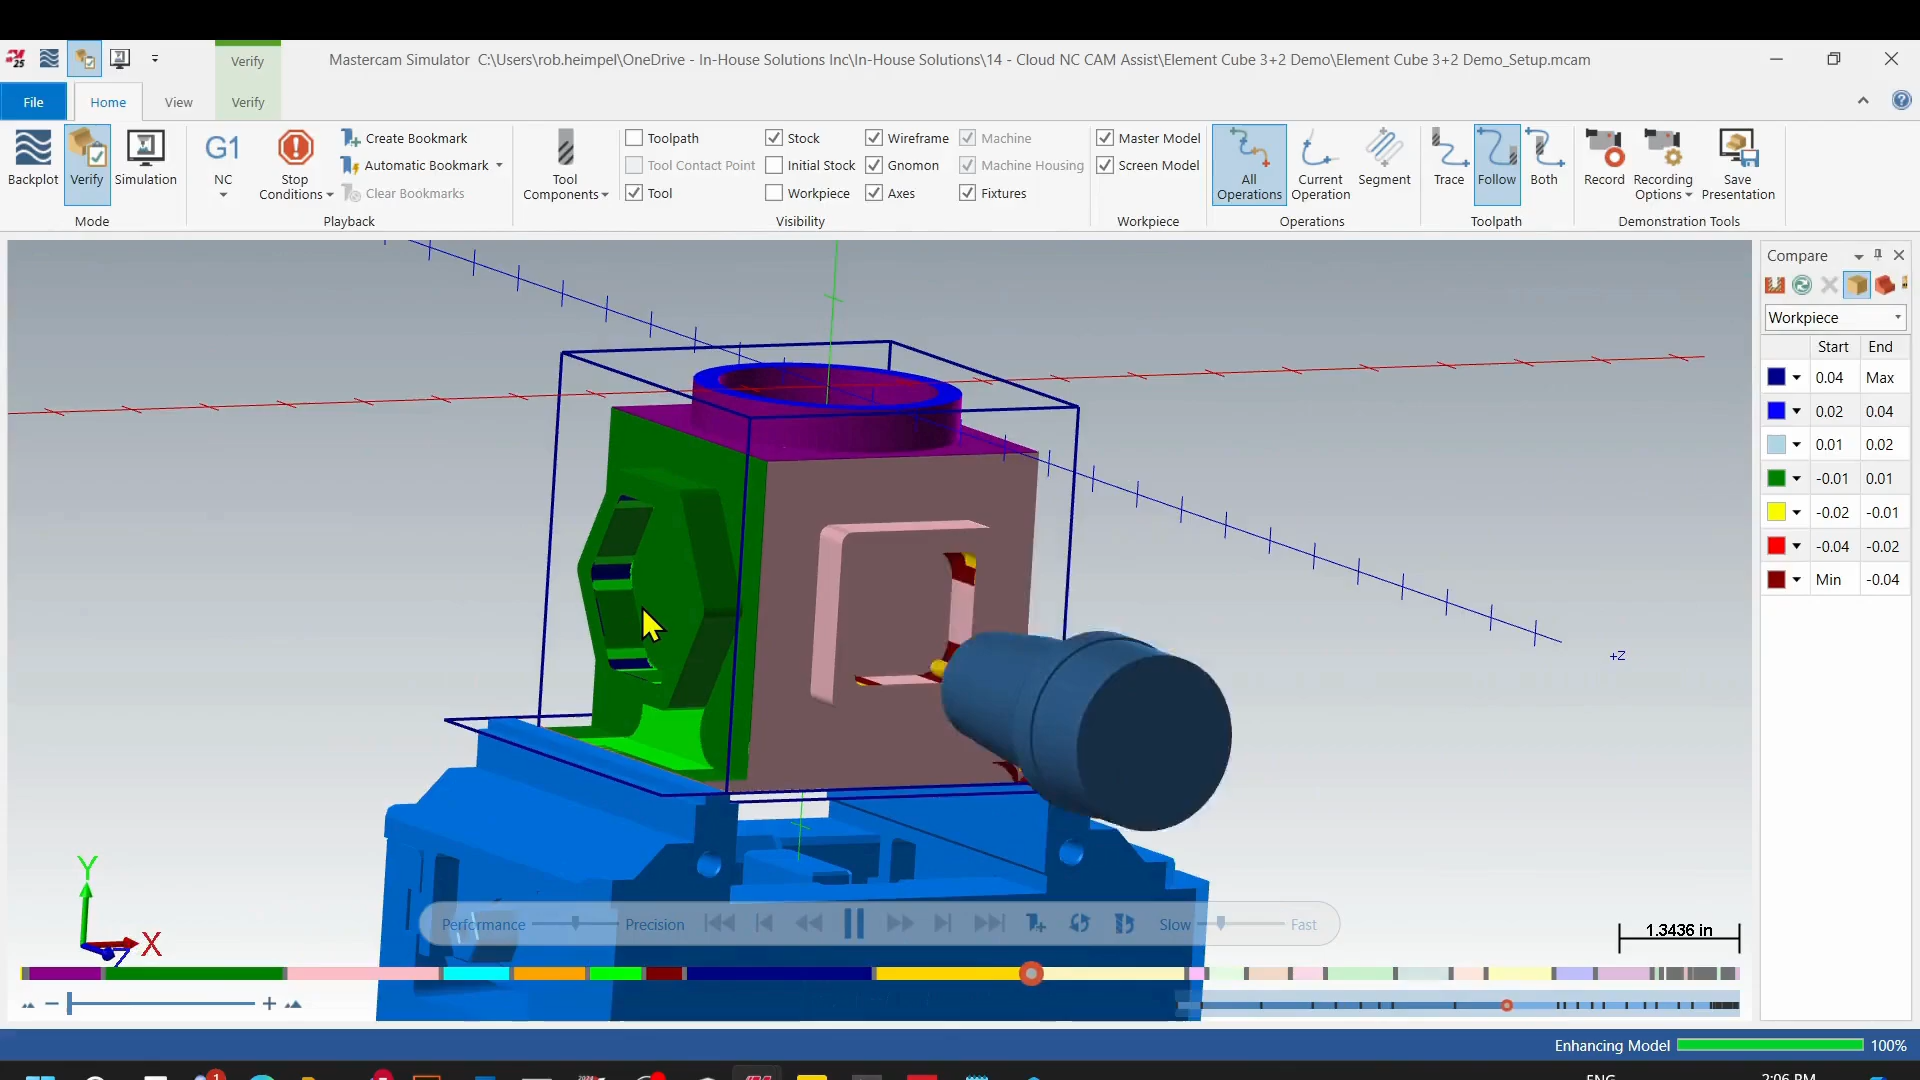 25
Verify
Mastercam Simulator C:\Users\rob.heimpel\OneDrive - In-House Solutions Inc\In-House Solutions\14 - Cloud NC CAM Assist\Element Cube 3+2 Demo\Element Cube 3+2 Demo_Setup.mcam
File
Home
View
Verify
Backplot
Verify
Simulation
Mode
G1
NC
Stop
Conditions
Create Bookmark
Automatic Bookmark
Clear Bookmarks
Playback
Tool
Components
Toolpath
Tool Contact Point
Tool
Stock
Initial Stock
Workpiece
Wireframe
Gnomon
Axes
Machine
Machine Housing
Fixtures
Visibility
Master Model
Screen Model
Workpiece
All
Operations
Current
Operation
Segment
Operations
Trace
Follow
Both
Toolpath
Record
Recording
Options
Save
Presentation
Demonstration Tools
Compare
Workpiece
Start End
0.04 Max
0.02 0.04
0.01 0.02
-0.01 0.01
-0.02 -0.01
-0.04 -0.02
Min -0.04
+Z
Y
X
Z
Performance
Precision
Slow
Fast
1.3436 in
Enhancing Model
100%
1
ENG
2:06 PM